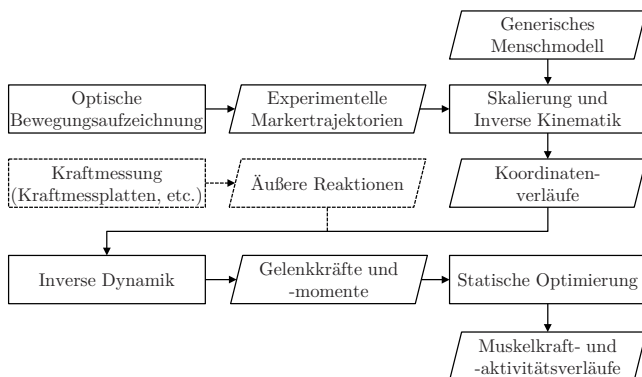 Generisches
Menschmodell
Optische
Bewegungsaufzeichnung
Experimentelle
Markertrajektorien
Skalierung und
Inverse Kinematik
Kraftmessung
(Kraftmessplatten, etc.)
Äußere Reaktionen
Koordinaten-
verläufe
Inverse Dynamik
Gelenkkräfte und
-momente
Statische Optimierung
Muskelkraft- und
-aktivitätsverläufe